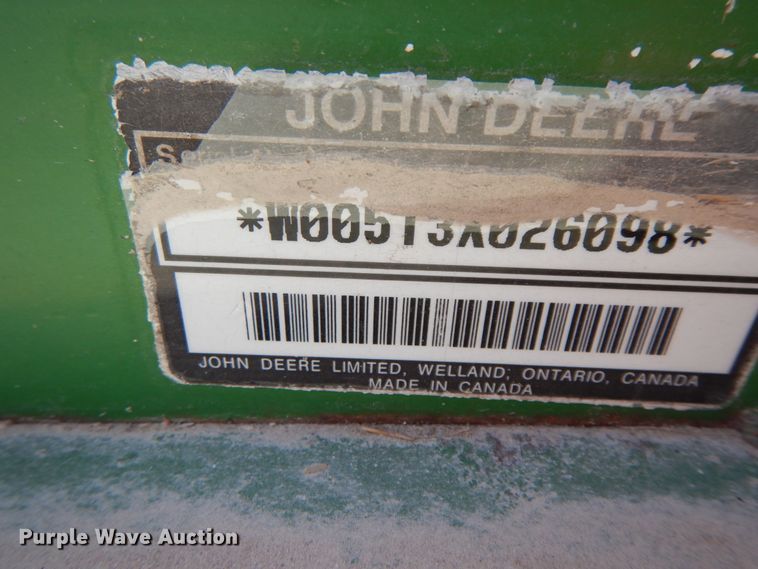 JOHN DEERE
*W00513X026098*
JOHN DEERE LIMITED, WELLAND, ONTARIO, CANADA
MADE IN CANADA
Purple Wave Auction